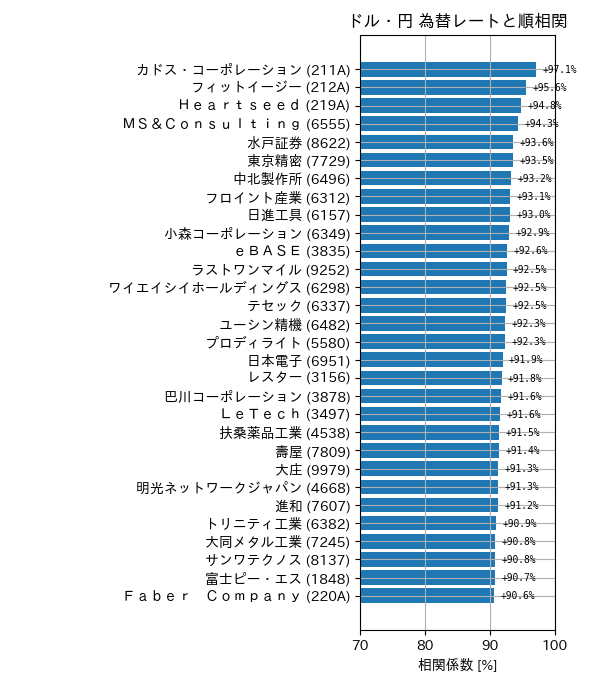 ドル・円 為替レートと順相関
カドス・コーポレーション (211A) +97.1%
フィットイージー (212A) +95.6%
Ｈｅａｒｔｓｅｅｄ (219A) +94.8%
ＭＳ＆Ｃｏｎｓｕｌｔｉｎｇ (6555) +94.3%
水戸証券 (8622) +93.6%
東京精密 (7729) +93.5%
中北製作所 (6496) +93.2%
フロイント産業 (6312) +93.1%
日進工具 (6157) +93.0%
小森コーポレーション (6349) +92.9%
ｅＢＡＳＥ (3835) +92.6%
ラストワンマイル (9252) +92.5%
ワイエイシイホールディングス (6298) +92.5%
テセック (6337) +92.5%
ユーシン精機 (6482) +92.3%
プロディライト (5580) +92.3%
日本電子 (6951) +91.9%
レスター (3156) +91.8%
巴川コーポレーション (3878) +91.6%
ＬｅＴｅｃｈ (3497) +91.6%
扶桑薬品工業 (4538) +91.5%
壽屋 (7809) +91.4%
大庄 (9979) +91.3%
明光ネットワークジャパン (4668) +91.3%
進和 (7607) +91.2%
トリニティ工業 (6382) +90.9%
大同メタル工業 (7245) +90.8%
サンワテクノス (8137) +90.8%
富士ピー・エス (1848) +90.7%
Ｆａｂｅｒ　Ｃｏｍｐａｎｙ (220A) +90.6%
70 80 90 100
相関係数 [%]